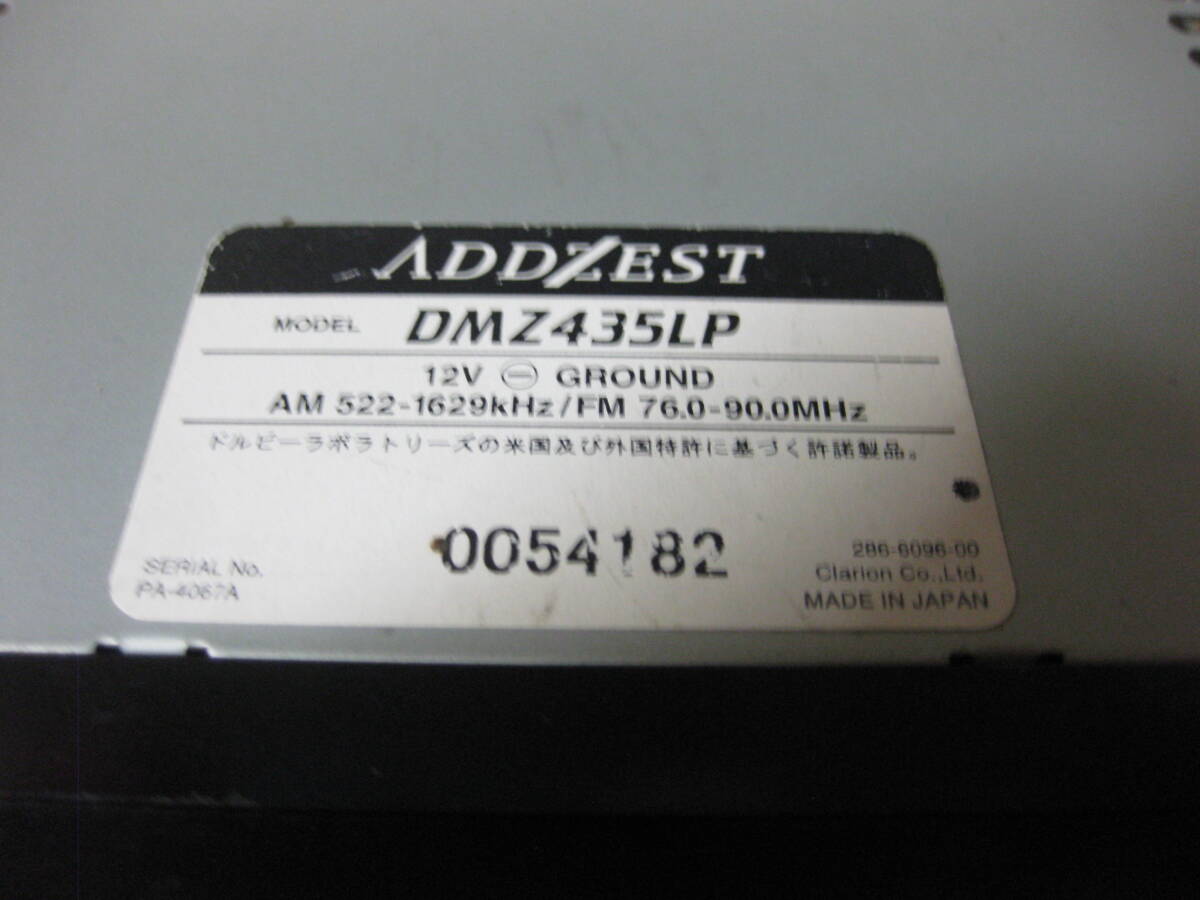 ADDZEST
MODEL DMZ435LP
12V ⊖ GROUND
AM 522-1629kHz/FM 76.0-90.0MHz
ドルビーラボラトリーズの米国及び外国特許に基づく許諾製品。
0054182
SERIAL No.
PA-4067A
286-6096-00
Clarion Co.,Ltd.
MADE IN JAPAN